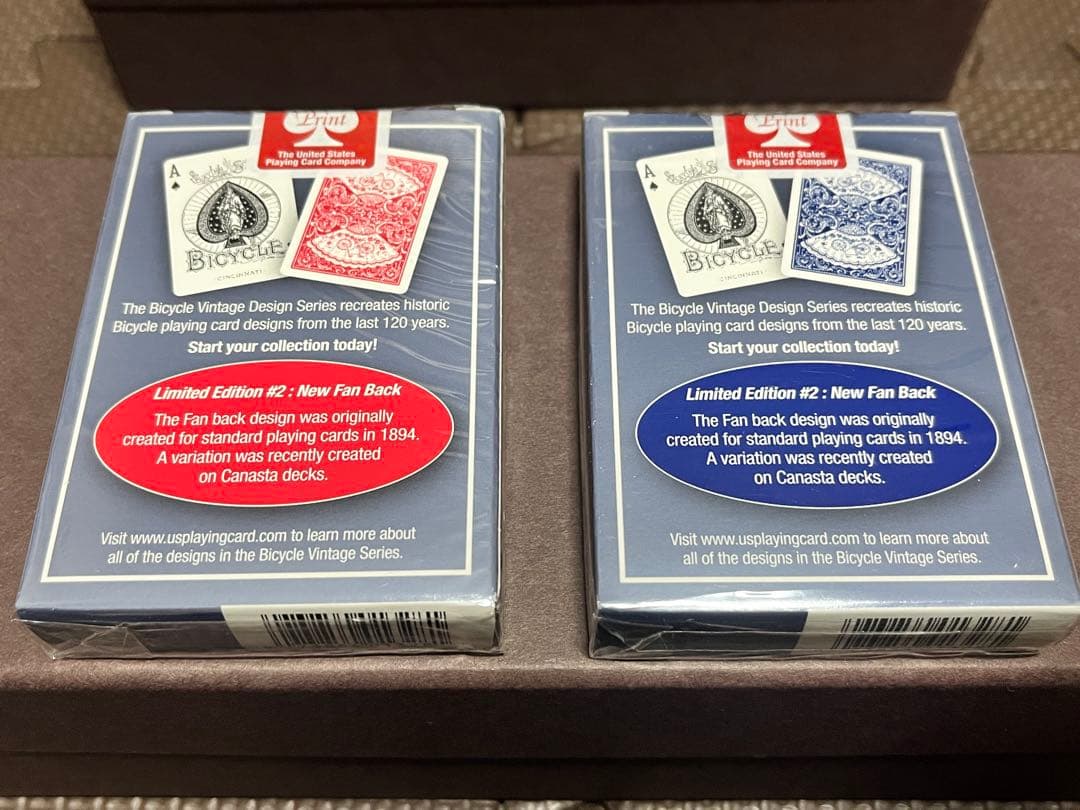 Print
The United States
Playing Card Company
A
BICYCLE
CINCINNATI
The Bicycle Vintage Design Series recreates historic
Bicycle playing card designs from the last 120 years.
Start your collection today!
Limited Edition #2 : New Fan Back
The Fan back design was originally
created for standard playing cards in 1894.
A variation was recently created
on Canasta decks.
Visit www.usplayingcard.com to learn more about
all of the designs in the Bicycle Vintage Series.
Print
The United States
Playing Card Company
A
BICYCLE
CINCINNATI
The Bicycle Vintage Design Series recreates historic
Bicycle playing card designs from the last 120 years.
Start your collection today!
Limited Edition #2 : New Fan Back
The Fan back design was originally
created for standard playing cards in 1894.
A variation was recently created
on Canasta decks.
Visit www.usplayingcard.com to learn more about
all of the designs in the Bicycle Vintage Series.